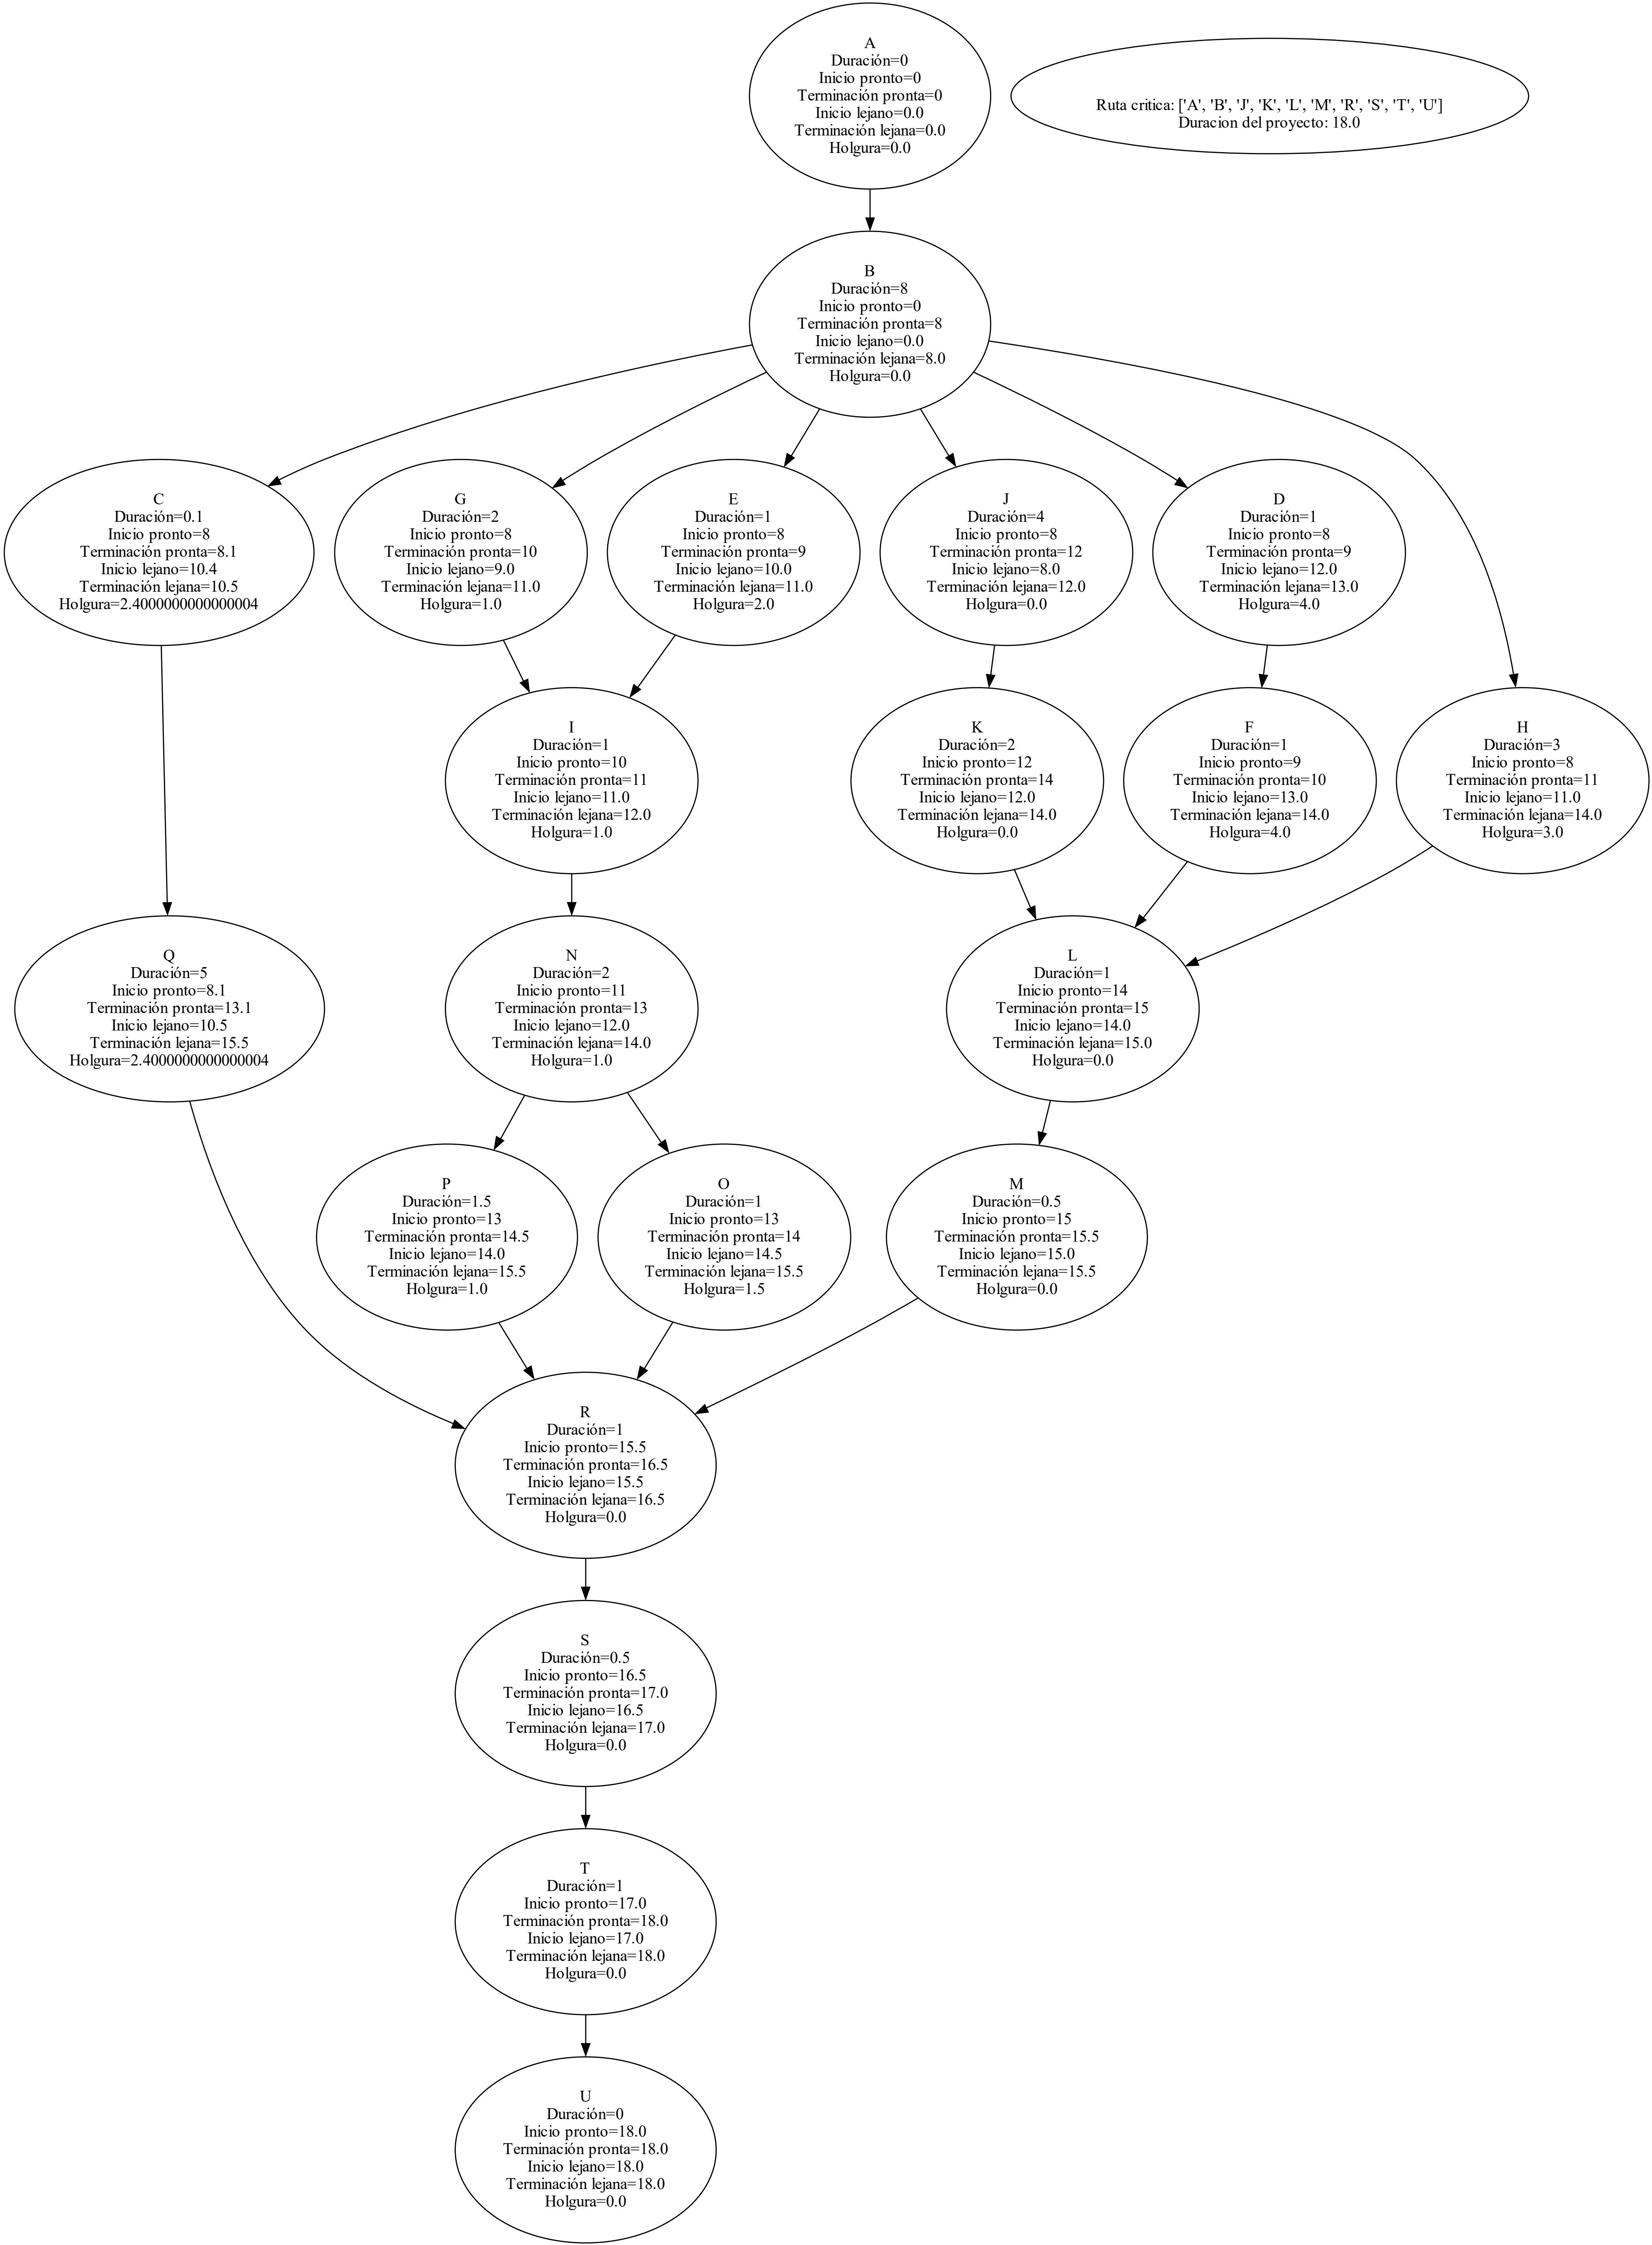 A
Duración=0
Inicio pronto=0
Terminación pronta=0
Inicio lejano=0.0
Terminación lejana=0.0
Holgura=0.0
Ruta critica: ['A', 'B', 'J', 'K', 'L', 'M', 'R', 'S', 'T', 'U']
Duracion del proyecto: 18.0
B
Duración=8
Inicio pronto=0
Terminación pronta=8
Inicio lejano=0.0
Terminación lejana=8.0
Holgura=0.0
C
Duración=0.1
Inicio pronto=8
Terminación pronta=8.1
Inicio lejano=10.4
Terminación lejana=10.5
Holgura=2.4000000000000004
G
Duración=2
Inicio pronto=8
Terminación pronta=10
Inicio lejano=9.0
Terminación lejana=11.0
Holgura=1.0
E
Duración=1
Inicio pronto=8
Terminación pronta=9
Inicio lejano=10.0
Terminación lejana=11.0
Holgura=2.0
J
Duración=4
Inicio pronto=8
Terminación pronta=12
Inicio lejano=8.0
Terminación lejana=12.0
Holgura=0.0
D
Duración=1
Inicio pronto=8
Terminación pronta=9
Inicio lejano=12.0
Terminación lejana=13.0
Holgura=4.0
I
Duración=1
Inicio pronto=10
Terminación pronta=11
Inicio lejano=11.0
Terminación lejana=12.0
Holgura=1.0
K
Duración=2
Inicio pronto=12
Terminación pronta=14
Inicio lejano=12.0
Terminación lejana=14.0
Holgura=0.0
F
Duración=1
Inicio pronto=9
Terminación pronta=10
Inicio lejano=13.0
Terminación lejana=14.0
Holgura=4.0
H
Duración=3
Inicio pronto=8
Terminación pronta=11
Inicio lejano=11.0
Terminación lejana=14.0
Holgura=3.0
Q
Duración=5
Inicio pronto=8.1
Terminación pronta=13.1
Inicio lejano=10.5
Terminación lejana=15.5
Holgura=2.4000000000000004
N
Duración=2
Inicio pronto=11
Terminación pronta=13
Inicio lejano=12.0
Terminación lejana=14.0
Holgura=1.0
L
Duración=1
Inicio pronto=14
Terminación pronta=15
Inicio lejano=14.0
Terminación lejana=15.0
Holgura=0.0
P
Duración=1.5
Inicio pronto=13
Terminación pronta=14.5
Inicio lejano=14.0
Terminación lejana=15.5
Holgura=1.0
O
Duración=1
Inicio pronto=13
Terminación pronta=14
Inicio lejano=14.5
Terminación lejana=15.5
Holgura=1.5
M
Duración=0.5
Inicio pronto=15
Terminación pronta=15.5
Inicio lejano=15.0
Terminación lejana=15.5
Holgura=0.0
R
Duración=1
Inicio pronto=15.5
Terminación pronta=16.5
Inicio lejano=15.5
Terminación lejana=16.5
Holgura=0.0
S
Duración=0.5
Inicio pronto=16.5
Terminación pronta=17.0
Inicio lejano=16.5
Terminación lejana=17.0
Holgura=0.0
T
Duración=1
Inicio pronto=17.0
Terminación pronta=18.0
Inicio lejano=17.0
Terminación lejana=18.0
Holgura=0.0
U
Duración=0
Inicio pronto=18.0
Terminación pronta=18.0
Inicio lejano=18.0
Terminación lejana=18.0
Holgura=0.0